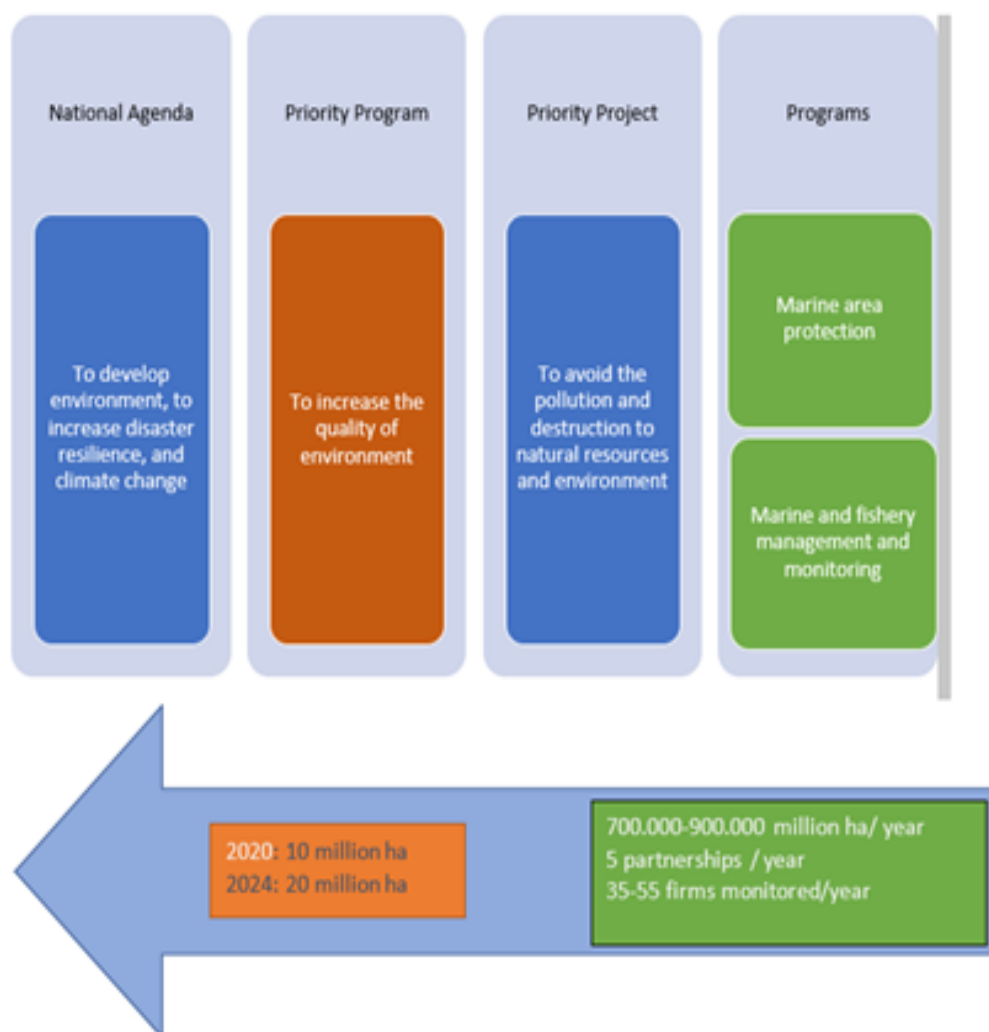 National Agenda
Priority Program
Priority Project
Programs
To develop
environment, to
increase disaster
resilience, and
climate change
To increase the
quality of
environment
To avoid the
pollution and
destruction to
natural resources
and environment
Marine area
protection
Marine and fishery
management and
monitoring
2020: 10 million ha
2024: 20 million ha
700.000-900.000 million ha/ year
5 partnerships / year
35-55 firms monitored/year